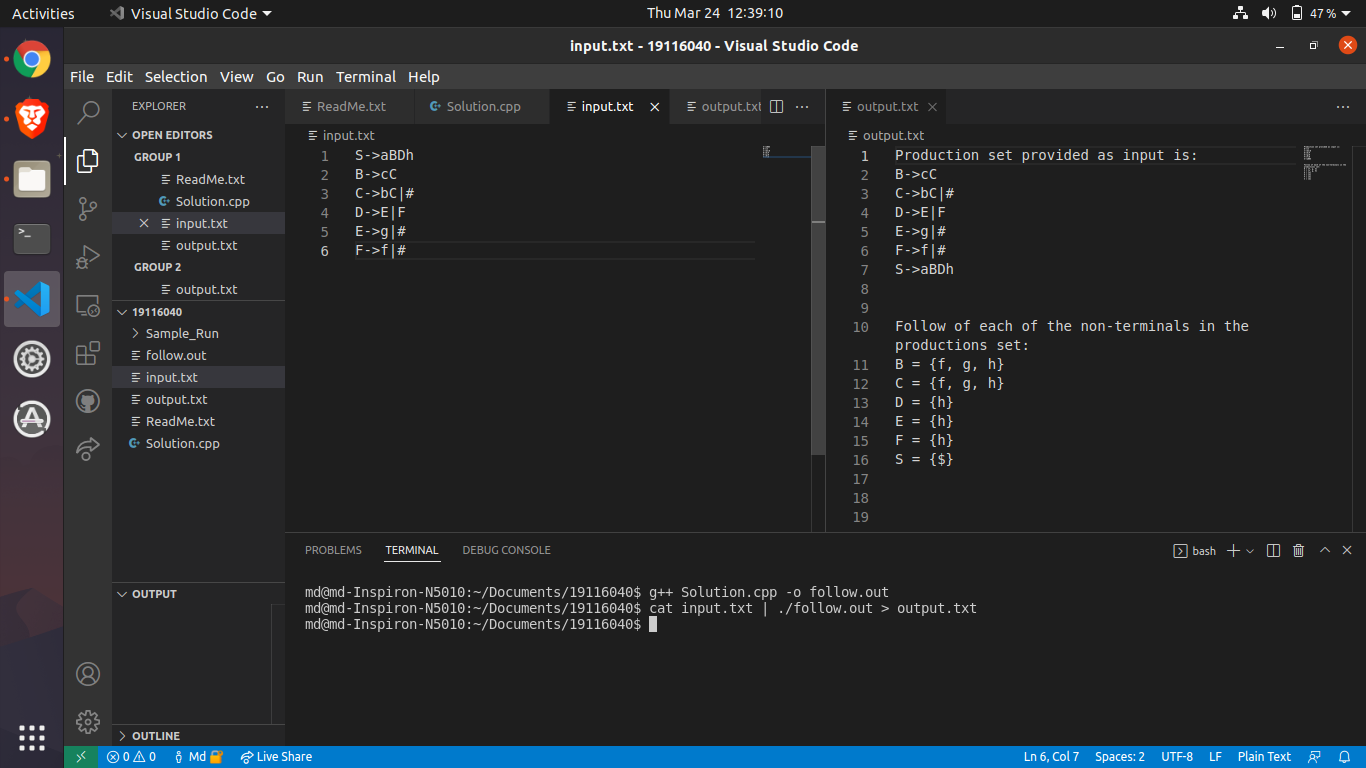 Activities
Visual Studio Code
Thu Mar 24 12:39:10
47 %
input.txt - 19116040 - Visual Studio Code
File Edit Selection View Go Run Terminal Help
EXPLORER
OPEN EDITORS
GROUP 1
ReadMe.txt
Solution.cpp
input.txt
output.txt
GROUP 2
output.txt
19116040
Sample_Run
follow.out
input.txt
output.txt
ReadMe.txt
Solution.cpp
OUTPUT
OUTLINE
ReadMe.txt Solution.cpp input.txt output.txt
input.txt
1 S->aBDh
2 B->cC
3 C->bC|#
4 D->E|F
5 E->g|#
6 F->f|#
output.txt
output.txt
1 Production set provided as input is:
2 B->cC
3 C->bC|#
4 D->E|F
5 E->g|#
6 F->f|#
7 S->aBDh
8
9
10 Follow of each of the non-terminals in the
productions set:
11 B = {f, g, h}
12 C = {f, g, h}
13 D = {h}
14 E = {h}
15 F = {h}
16 S = {$}
17
18
19
PROBLEMS TERMINAL DEBUG CONSOLE
bash
md@md-Inspiron-N5010:~/Documents/19116040$ g++ Solution.cpp -o follow.out
md@md-Inspiron-N5010:~/Documents/19116040$ cat input.txt | ./follow.out > output.txt
md@md-Inspiron-N5010:~/Documents/19116040$
0 0 Md Live Share
Ln 6, Col 7 Spaces: 2 UTF-8 LF Plain Text